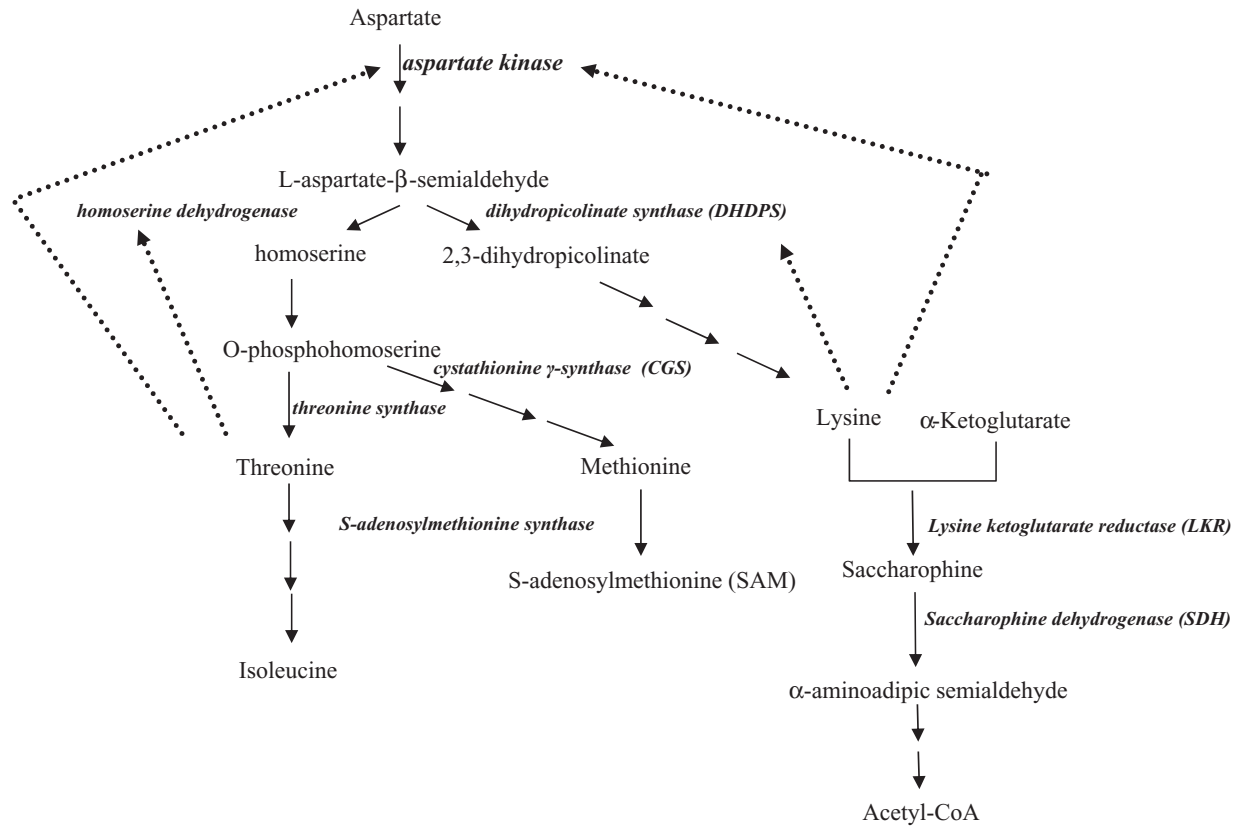 Aspartate
aspartate kinase
L-aspartate-β-semialdehyde
homoserine dehydrogenase
dihydropicolinate synthase (DHDPS)
homoserine
2,3-dihydropicolinate
O-phosphohomoserine
cystathionine γ-synthase (CGS)
threonine synthase
Lysine
α-Ketoglutarate
Threonine
Methionine
S-adenosylmethionine synthase
Lysine ketoglutarate reductase (LKR)
S-adenosylmethionine (SAM)
Saccharophine
Saccharophine dehydrogenase (SDH)
Isoleucine
α-aminoadipic semialdehyde
Acetyl-CoA